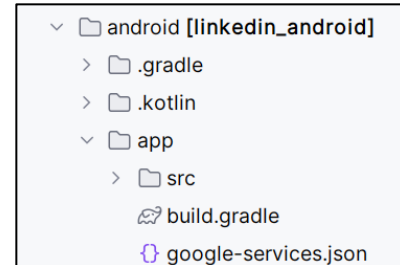 android [linkedin_android]
.gradle
.kotlin
app
src
build.gradle
google-services.json